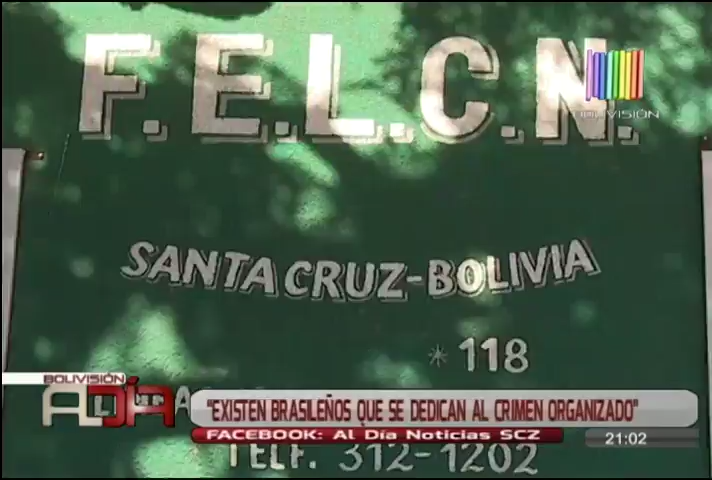 F.E.L.C.N.
BOLIVISIÓN
SANTA CRUZ-BOLIVIA
* 118
BOLIVISIÓN
AL DÍA
"EXISTEN BRASILEÑOS QUE SE DEDICAN AL CRIMEN ORGANIZADO"
FACEBOOK: Al Día Noticias SCZ
21:02
TELF. 312-1202